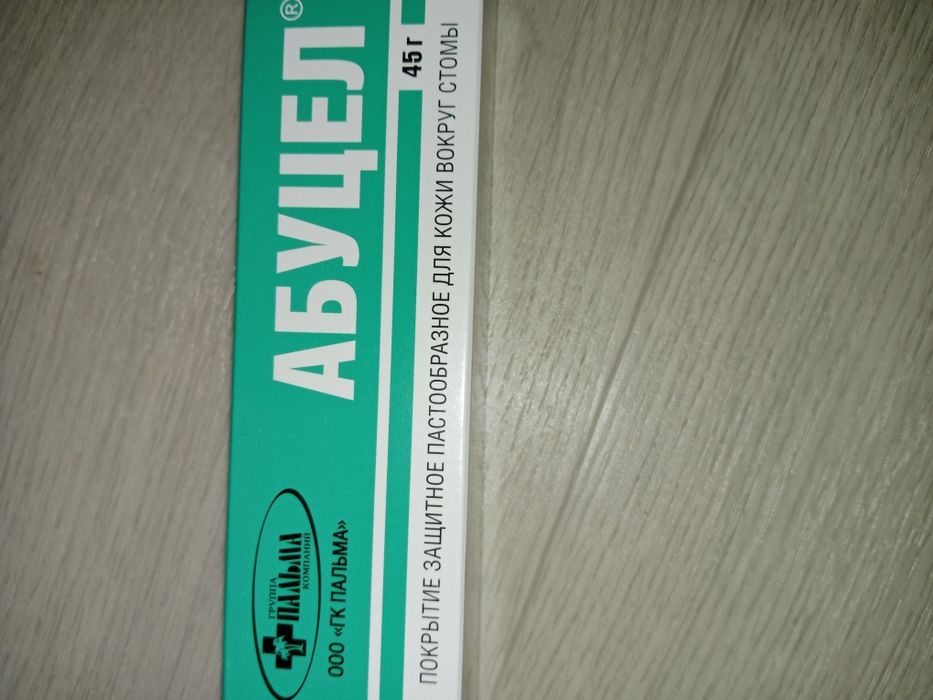 АБУЦЕЛ®
45 г
ПОКРЫТИЕ ЗАЩИТНОЕ ПАСТООБРАЗНОЕ ДЛЯ КОЖИ ВОКРУГ СТОМЫ
ГРУППА
ПАЛЬМА
КОМПАНИЙ
ООО «ГК ПАЛЬМА»